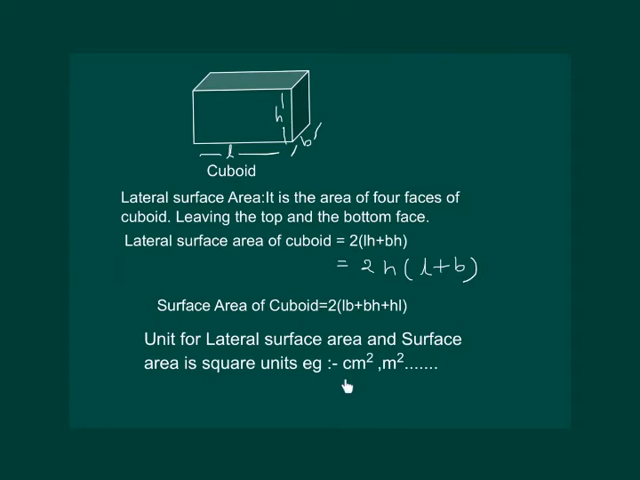 h
b
l
Cuboid
Lateral surface Area:It is the area of four faces of
cuboid. Leaving the top and the bottom face.
Lateral surface area of cuboid = 2(lh+bh)
= 2h(l+b)
Surface Area of Cuboid=2(lb+bh+hl)
Unit for Lateral surface area and Surface
area is square units eg :- cm² ,m².......